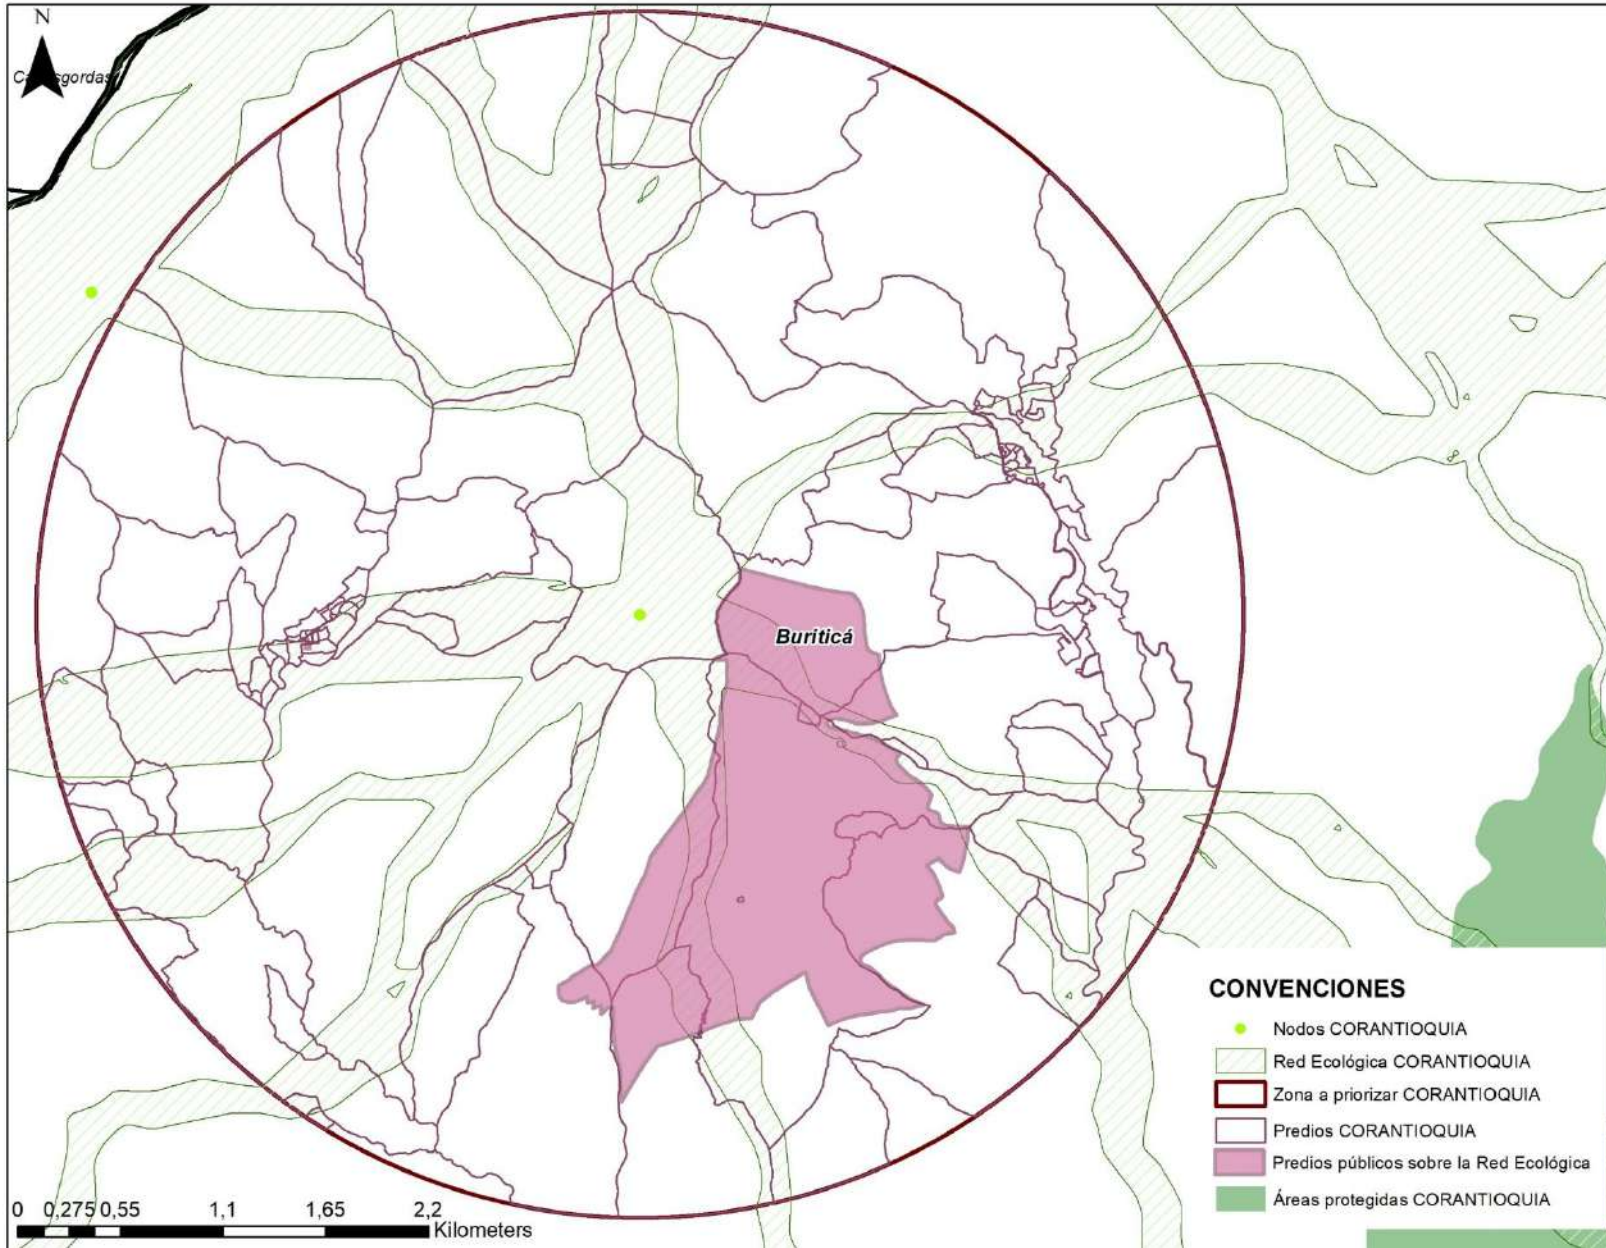 N
Buriticá
CONVENCIONES
Nodos CORANTIOQUIA
Red Ecológica CORANTIOQUIA
Zona a priorizar CORANTIOQUIA
Predios CORANTIOQUIA
Predios públicos sobre la Red Ecológica
Áreas protegidas CORANTIOQUIA
0 0,275 0,55 1,1 1,65 2,2
Kilometers